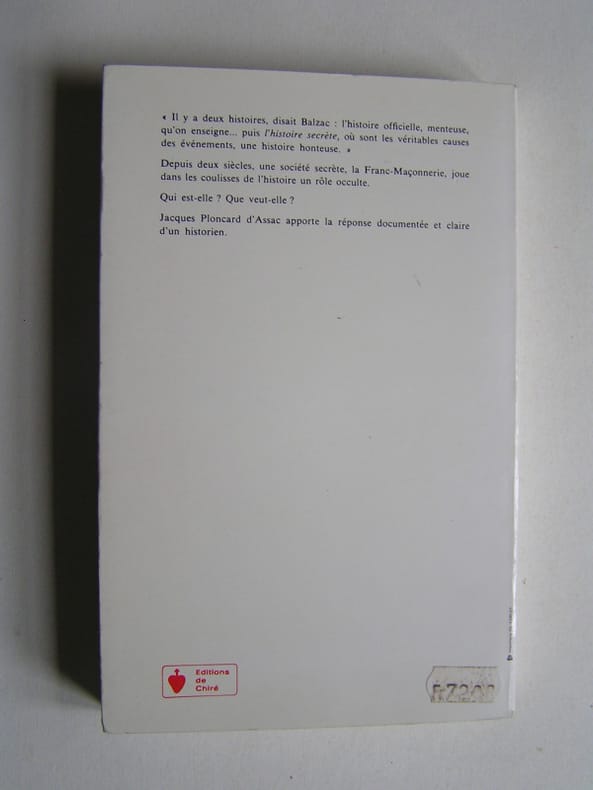 « Il y a deux histoires, disait Balzac : l'histoire officielle, menteuse,
qu'on enseigne... puis l'histoire secrète, où sont les véritables causes
des événements, une histoire honteuse. »
Depuis deux siècles, une société secrète, la Franc-Maçonnerie, joue
dans les coulisses de l'histoire un rôle occulte.
Qui est-elle ? Que veut-elle ?
Jacques Ploncard d'Assac apporte la réponse documentée et claire
d'un historien.
Editions
de
Chiré